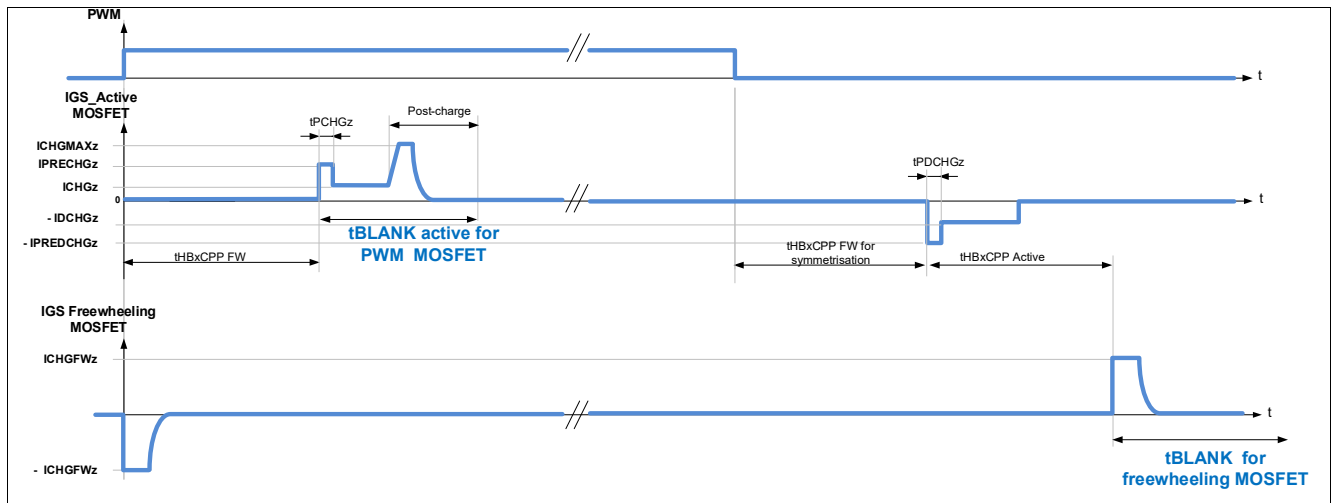 PWM
t
IGS_Active
MOSFET
tPCHGz
Post-charge
ICHGMAXz
IPRECHGz
ICHGz
0
- IDCHGz
- IPREDCHGz
tPDCHGz
t
tBLANK active for
PWM MOSFET
tHBxCPP FW
tHBxCPP FW for
symmetrisation
tHBxCPP Active
IGS Freewheeling
MOSFET
ICHGFWz
t
- ICHGFWz
tBLANK for
freewheeling MOSFET